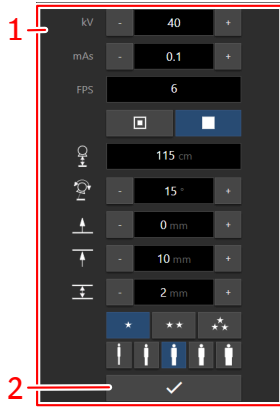 1
kV - 40 +
mAs - 0.1 +
FPS 6
115 cm
- 15 ° +
- 0 mm +
- 10 mm +
- 2 mm +
2